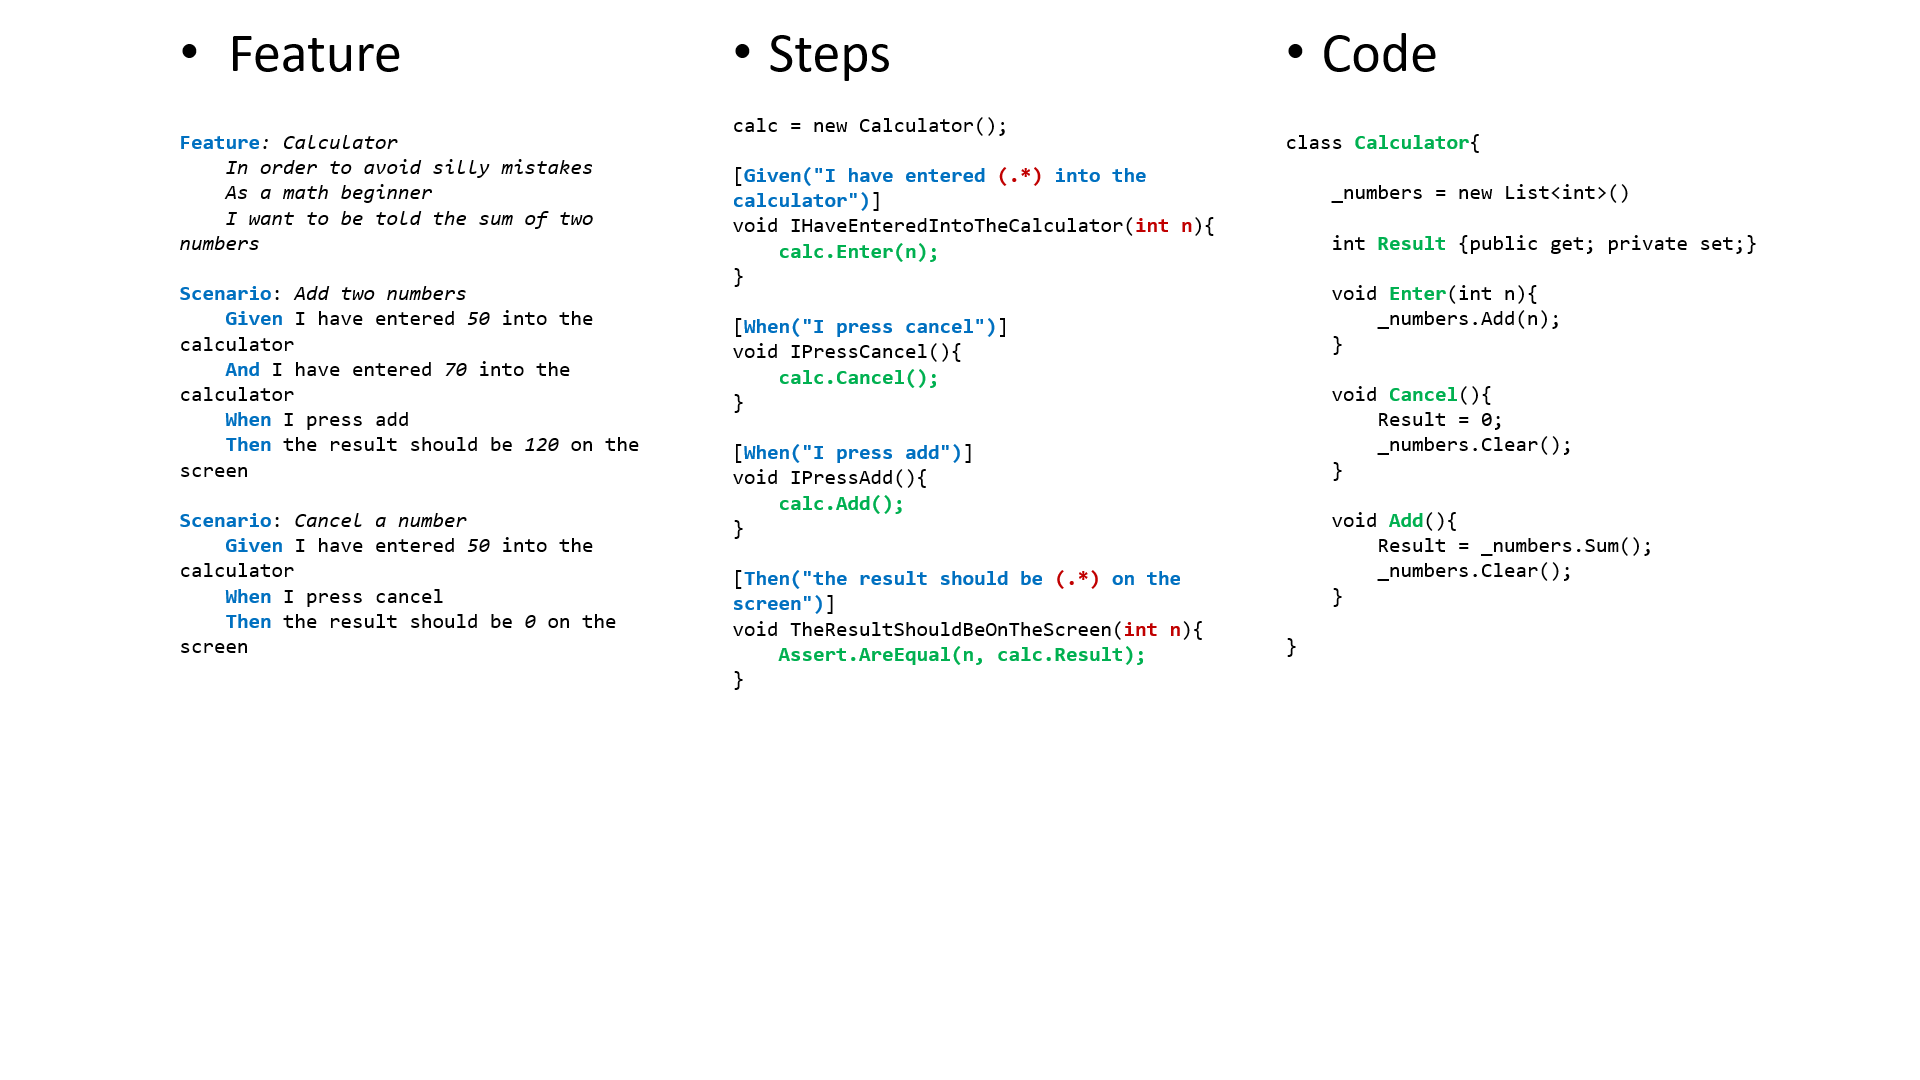 • Feature
Feature: Calculator
    In order to avoid silly mistakes
    As a math beginner
    I want to be told the sum of two
numbers

Scenario: Add two numbers
    Given I have entered 50 into the
calculator
    And I have entered 70 into the
calculator
    When I press add
    Then the result should be 120 on the
screen

Scenario: Cancel a number
    Given I have entered 50 into the
calculator
    When I press cancel
    Then the result should be 0 on the
screen

• Steps
calc = new Calculator();

[Given("I have entered (.*) into the
calculator")]
void IHaveEnteredIntoTheCalculator(int n){
    calc.Enter(n);
}

[When("I press cancel")]
void IPressCancel(){
    calc.Cancel();
}

[When("I press add")]
void IPressAdd(){
    calc.Add();
}

[Then("the result should be (.*) on the
screen")]
void TheResultShouldBeOnTheScreen(int n){
    Assert.AreEqual(n, calc.Result);
}

• Code
class Calculator{

    _numbers = new List<int>()

    int Result {public get; private set;}

    void Enter(int n){
        _numbers.Add(n);
    }

    void Cancel(){
        Result = 0;
        _numbers.Clear();
    }

    void Add(){
        Result = _numbers.Sum();
        _numbers.Clear();
    }

}